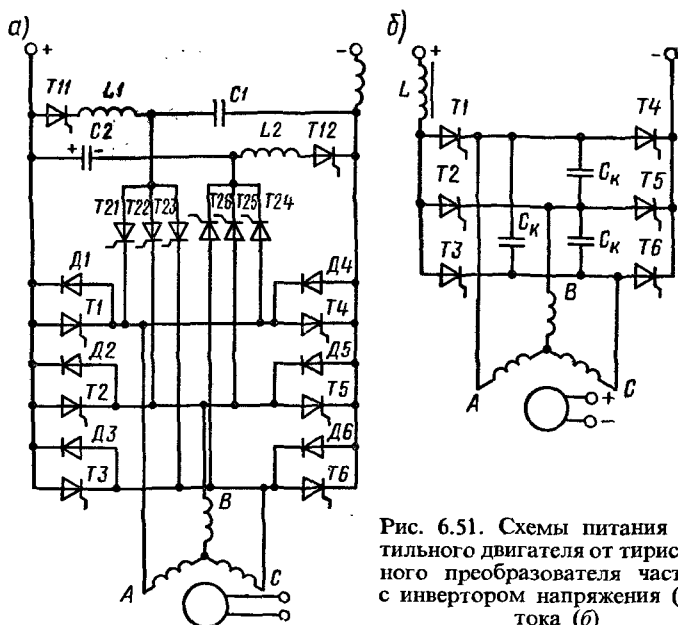 а)
+
-
T11
L1
C1
C2
+ -
L2
T12
T21
T22
T23
T26
T25
T24
Д1
Д4
T1
T4
Д2
Д5
T2
T5
Д3
Д6
T3
T6
B
A
C
б)
+
-
L
T1
T4
Cк
T2
T5
Cк
Cк
T3
T6
B
A
C
+
-
Рис. 6.51. Схемы питания
тильного двигателя от тирис
ного преобразователя част
с инвертором напряжения (
тока (б)